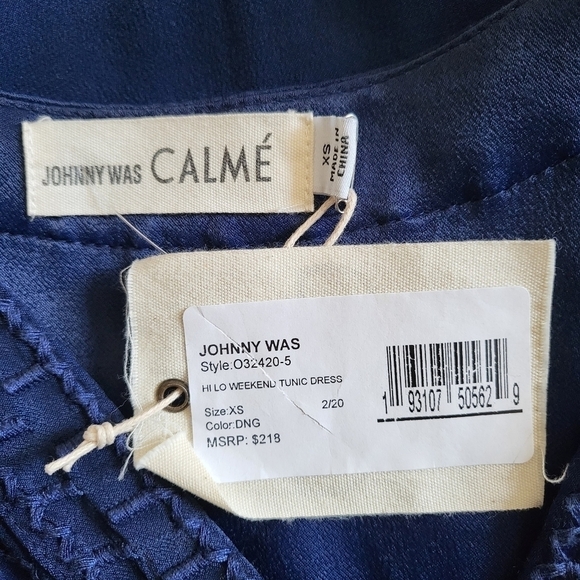 JOHNNY WAS CALMÉ
XS
MADE IN
CHINA
JOHNNY WAS
Style:O32420-5
HI LO WEEKEND TUNIC DRESS
Size:XS 2/20
Color:DNG
MSRP: $218
1 93107 50562 9